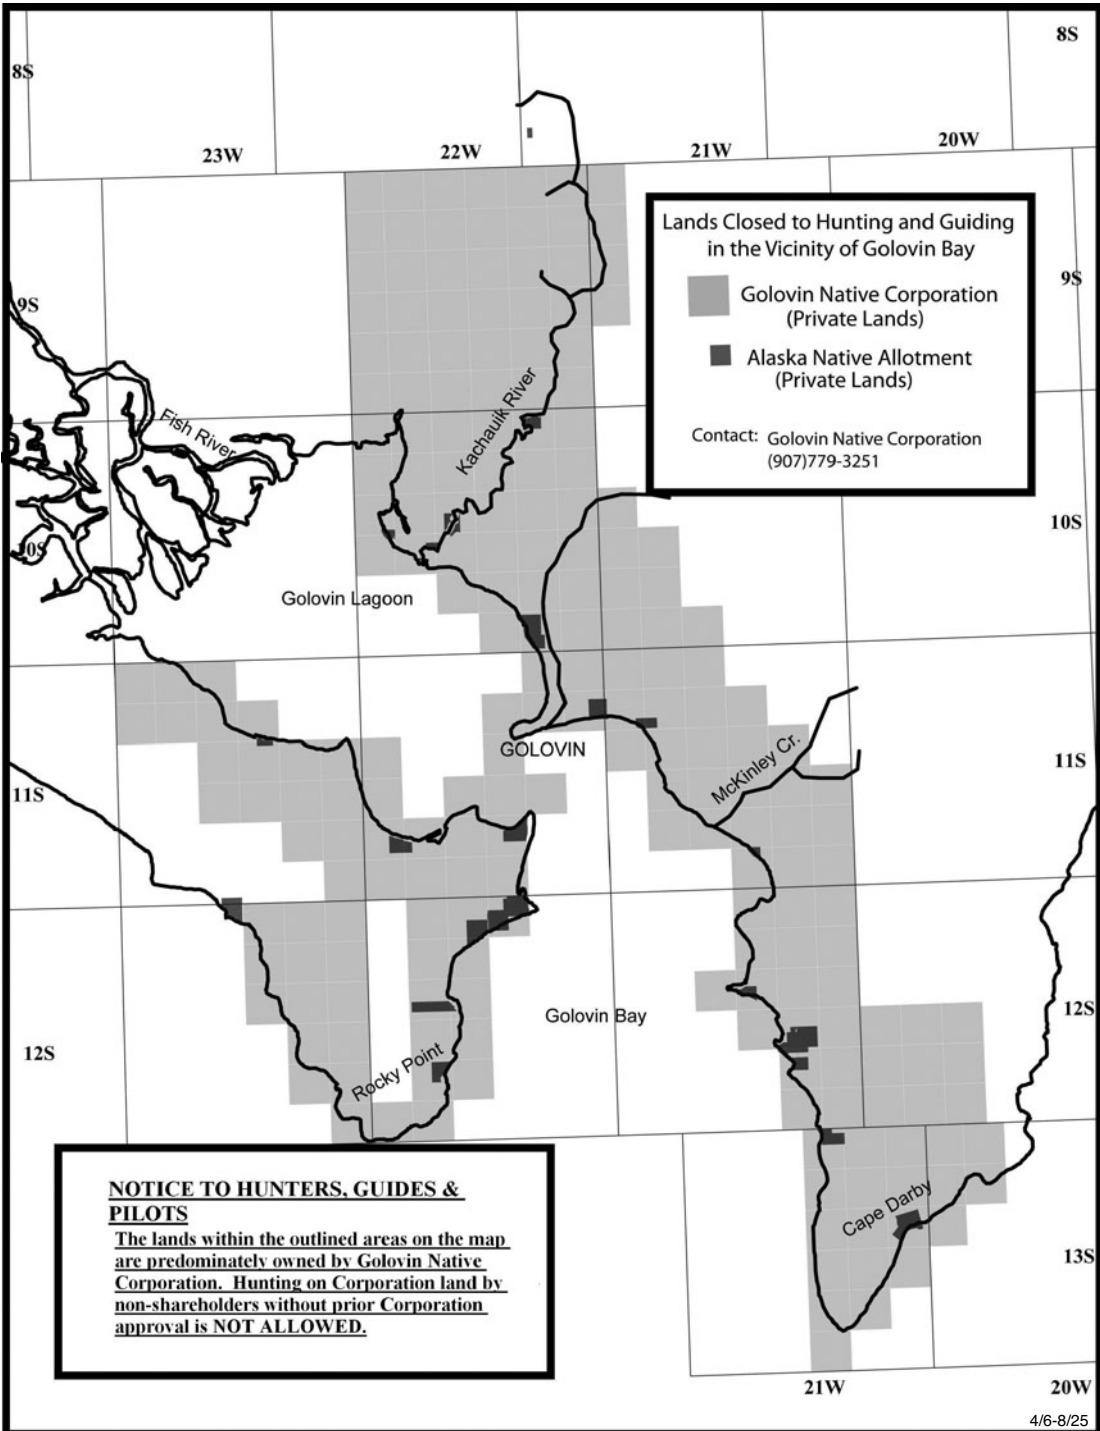 8S
8S
23W
22W
21W
20W
Lands Closed to Hunting and Guiding
in the Vicinity of Golovin Bay
Golovin Native Corporation
(Private Lands)
Alaska Native Allotment
(Private Lands)
Contact: Golovin Native Corporation
(907)779-3251
9S
9S
Fish River
Kachauik River
10S
10S
Golovin Lagoon
GOLOVIN
McKinley Cr.
11S
11S
Golovin Bay
12S
12S
Rocky Point
NOTICE TO HUNTERS, GUIDES &
PILOTS
The lands within the outlined areas on the map
are predominately owned by Golovin Native
Corporation. Hunting on Corporation land by
non-shareholders without prior Corporation
approval is NOT ALLOWED.
Cape Darby
13S
21W
20W
4/6-8/25